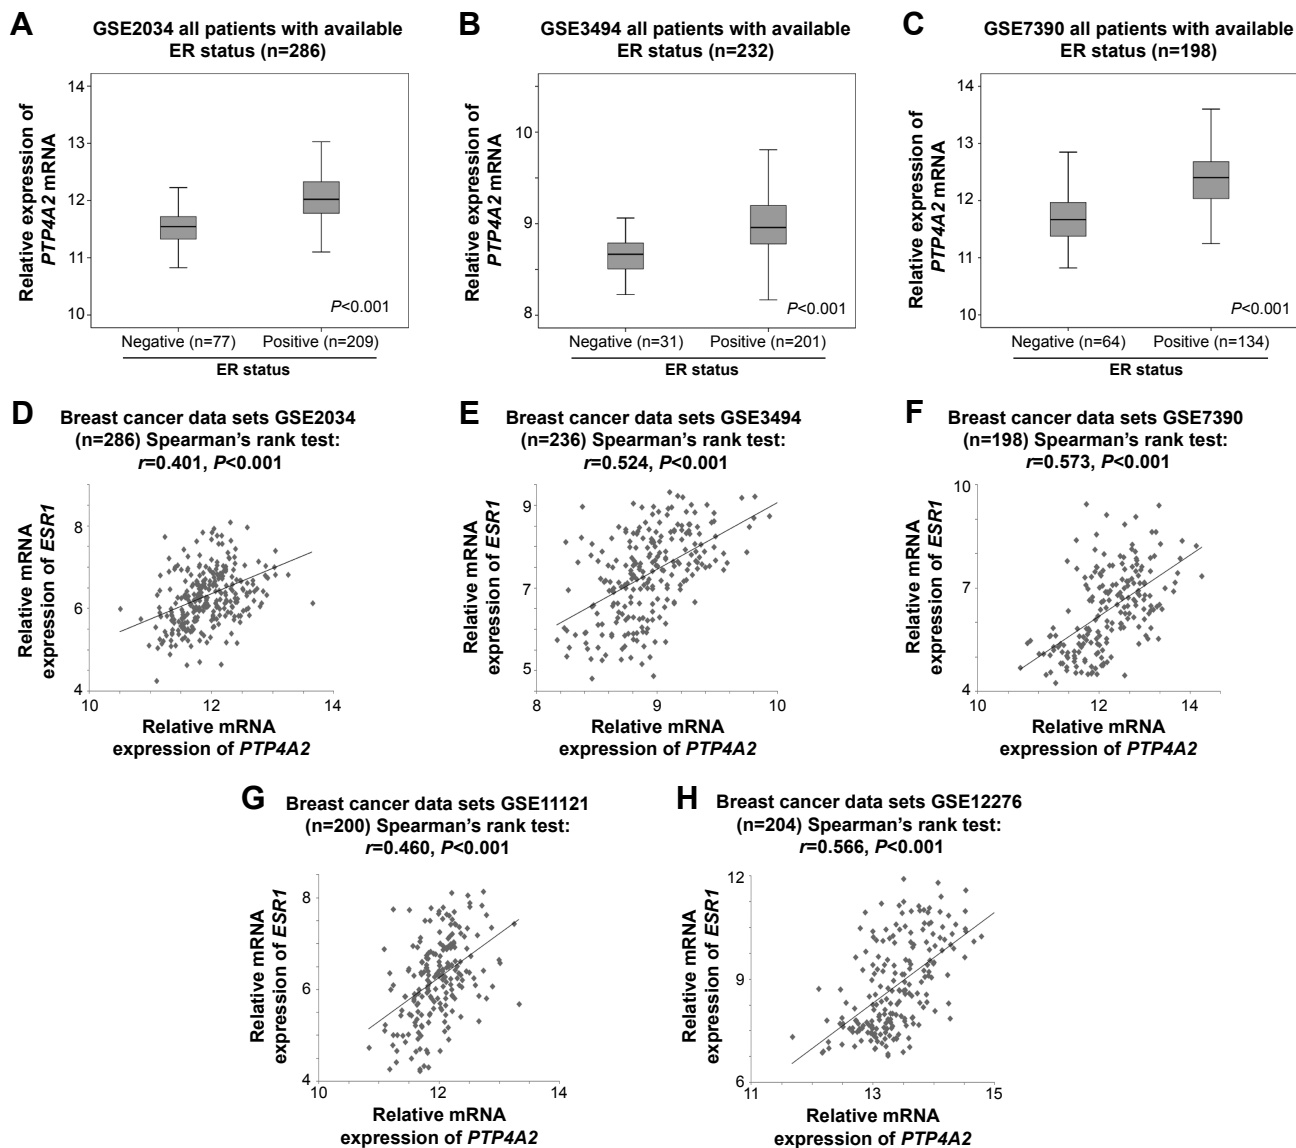 A
GSE2034 all patients with available
ER status (n=286)
Relative expression of
PTP4A2 mRNA
14
13
12
11
10
P<0.001
Negative (n=77)
Positive (n=209)
ER status
B
GSE3494 all patients with available
ER status (n=232)
Relative expression of
PTP4A2 mRNA
10
9
8
P<0.001
Negative (n=31)
Positive (n=201)
ER status
C
GSE7390 all patients with available
ER status (n=198)
Relative expression of
PTP4A2 mRNA
14
13
12
11
10
P<0.001
Negative (n=64)
Positive (n=134)
ER status
D
Breast cancer data sets GSE2034
(n=286) Spearman's rank test:
r=0.401, P<0.001
Relative mRNA
expression of ESR1
8
6
4
10
12
14
Relative mRNA
expression of PTP4A2
E
Breast cancer data sets GSE3494
(n=236) Spearman's rank test:
r=0.524, P<0.001
Relative mRNA
expression of ESR1
9
7
5
8
9
10
Relative mRNA
expression of PTP4A2
F
Breast cancer data sets GSE7390
(n=198) Spearman's rank test:
r=0.573, P<0.001
Relative mRNA
expression of ESR1
10
7
4
10
12
14
Relative mRNA
expression of PTP4A2
G
Breast cancer data sets GSE11121
(n=200) Spearman's rank test:
r=0.460, P<0.001
Relative mRNA
expression of ESR1
8
6
4
10
12
14
Relative mRNA
expression of PTP4A2
H
Breast cancer data sets GSE12276
(n=204) Spearman's rank test:
r=0.566, P<0.001
Relative mRNA
expression of ESR1
12
9
6
11
13
15
Relative mRNA
expression of PTP4A2